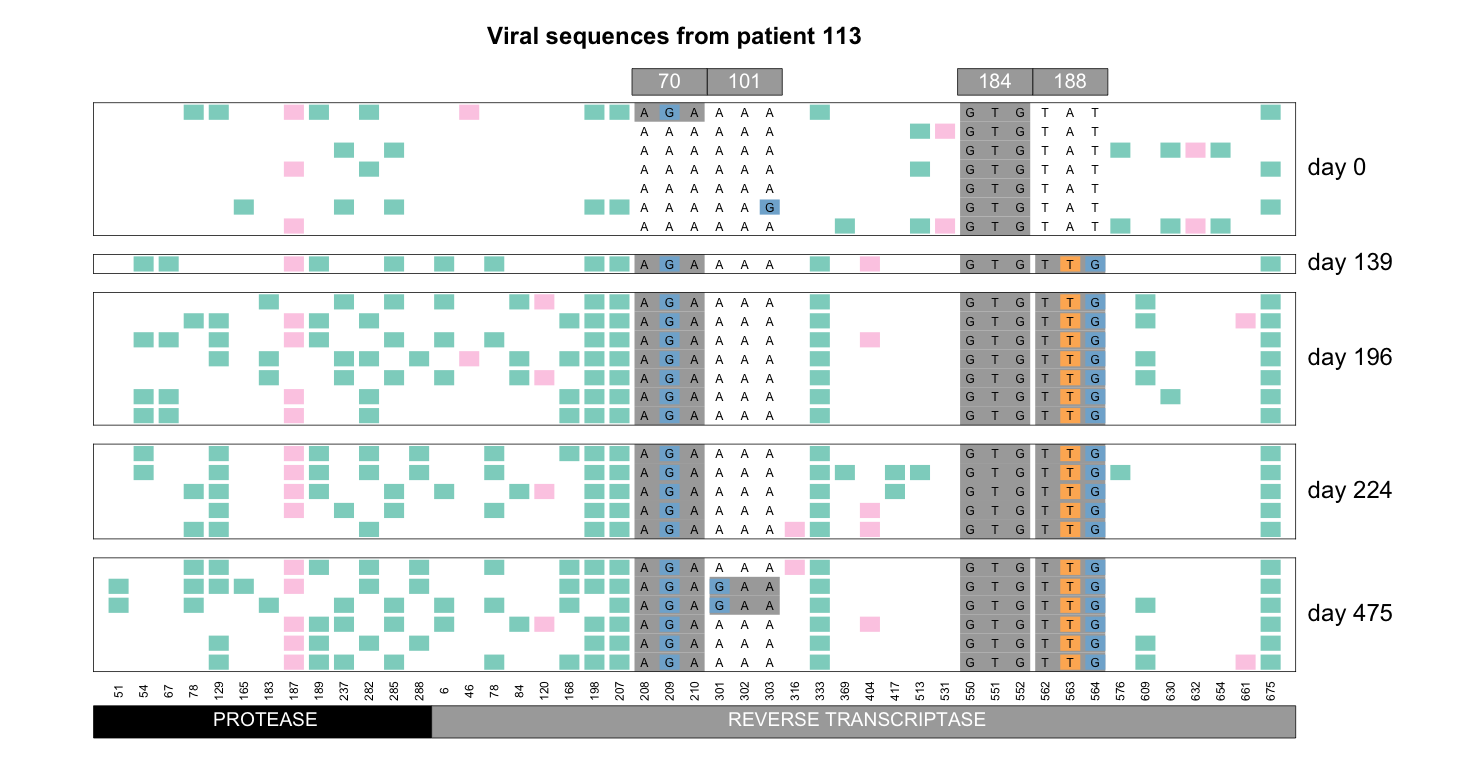 Viral sequences from patient 113
70 101 184 188
A G A A A A G T G T A T
A A A A A A G T G T A T
A A A A A A G T G T A T
A A A A A A G T G T A T
A A A A A A G T G T A T
A A A A A G G T G T A T
A A A A A A G T G T A T
day 0
A G A A A A G T G T T G
day 139
A G A A A A G T G T T G
A G A A A A G T G T T G
A G A A A A G T G T T G
A G A A A A G T G T T G
A G A A A A G T G T T G
A G A A A A G T G T T G
A G A A A A G T G T T G
day 196
A G A A A A G T G T T G
A G A A A A G T G T T G
A G A A A A G T G T T G
A G A A A A G T G T T G
A G A A A A G T G T T G
day 224
A G A A A A G T G T T G
A G A G A A G T G T T G
A G A G A A G T G T T G
A G A A A A G T G T T G
A G A A A A G T G T T G
A G A A A A G T G T T G
day 475
51 54 67 78 129 165 183 187 189 237 282 285 288 6 46 78 84 120 168 198 207 208 209 210 301 302 303 316 333 369 404 417 513 531 550 551 552 562 563 564 576 609 630 632 654 661 675
PROTEASE REVERSE TRANSCRIPTASE